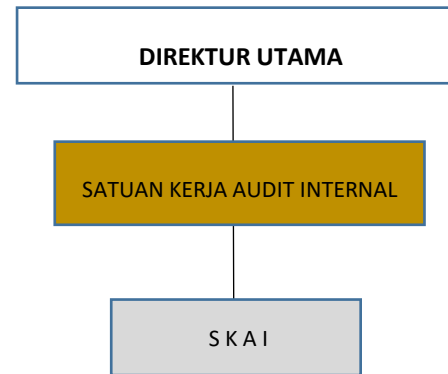 DIREKTUR UTAMA
SATUAN KERJA AUDIT INTERNAL
S K A I